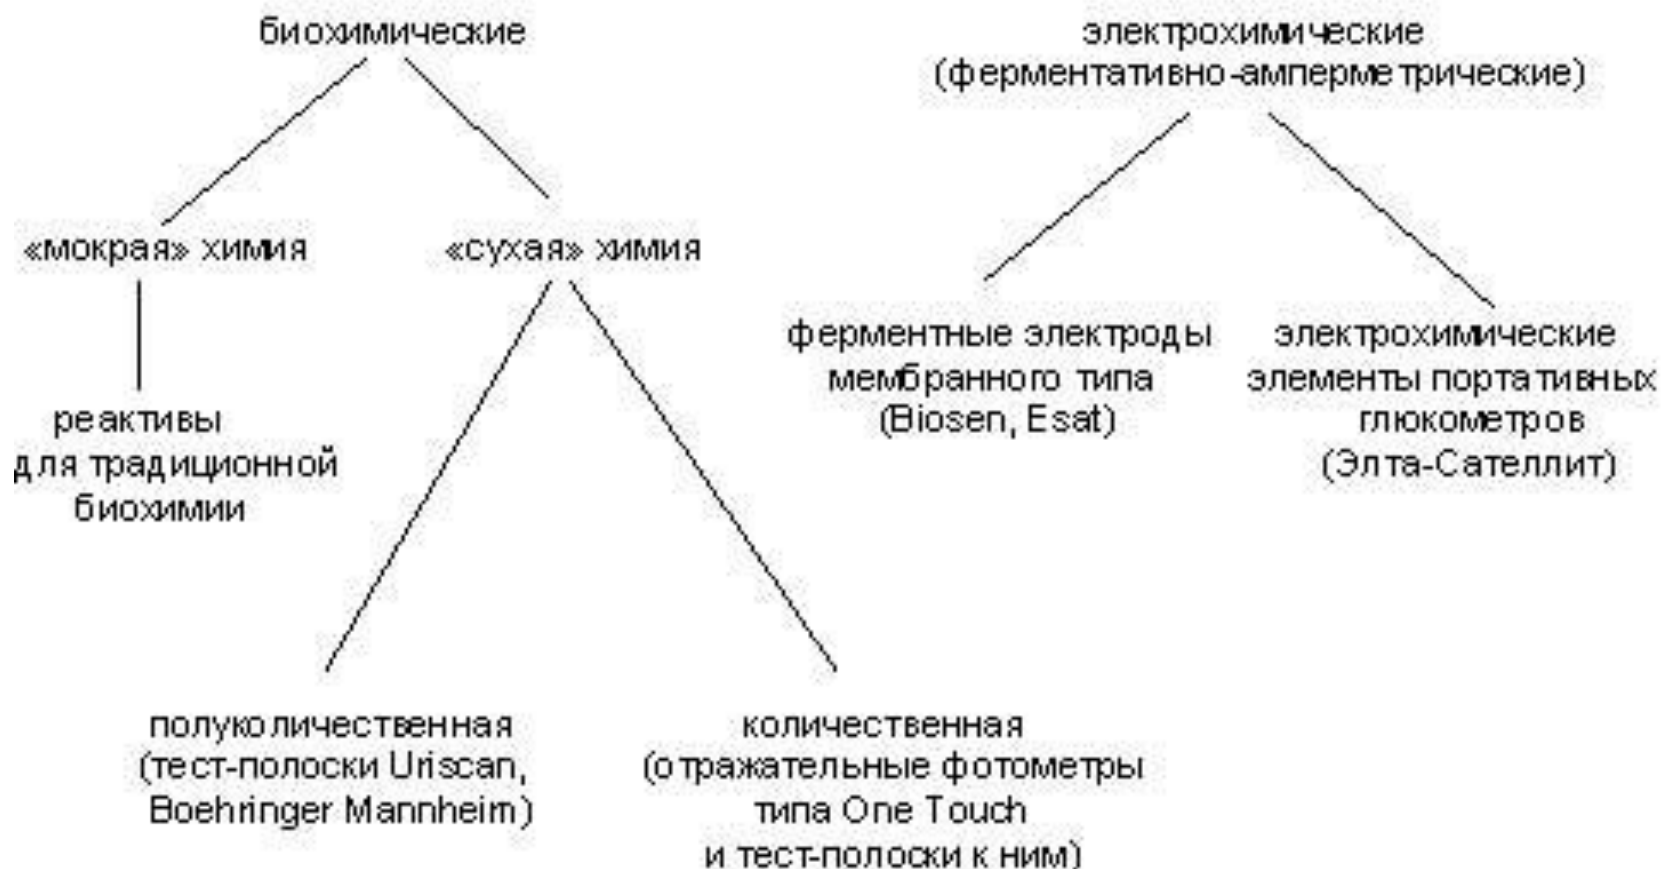 биохимические
электрохимические
(ферментативно-амперметрические)
«мокрая» химия
«сухая» химия
ферментные электроды
мембранного типа
(Biosen, Esat)
электрохимические
элементы портативных
глюкометров
(Элта-Сателлит)
реактивы
для традиционной
биохимии
полуколичественная
(тест-полоски Uriscan,
Boehringer Mannheim)
количественная
(отражательные фотометры
типа One Touch
и тест-полоски к ним)